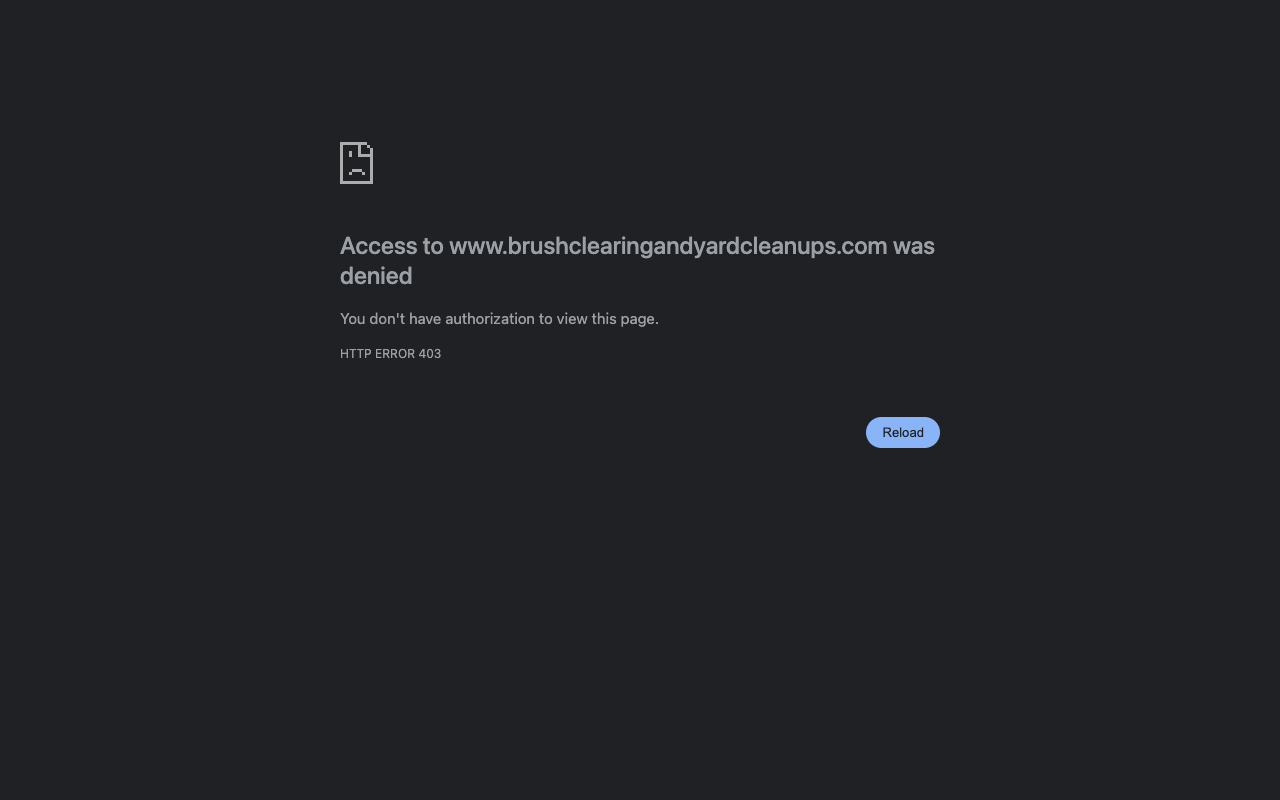 Access to www.brushclearingandyardcleanups.com was
denied
You don't have authorization to view this page.
HTTP ERROR 403
Reload